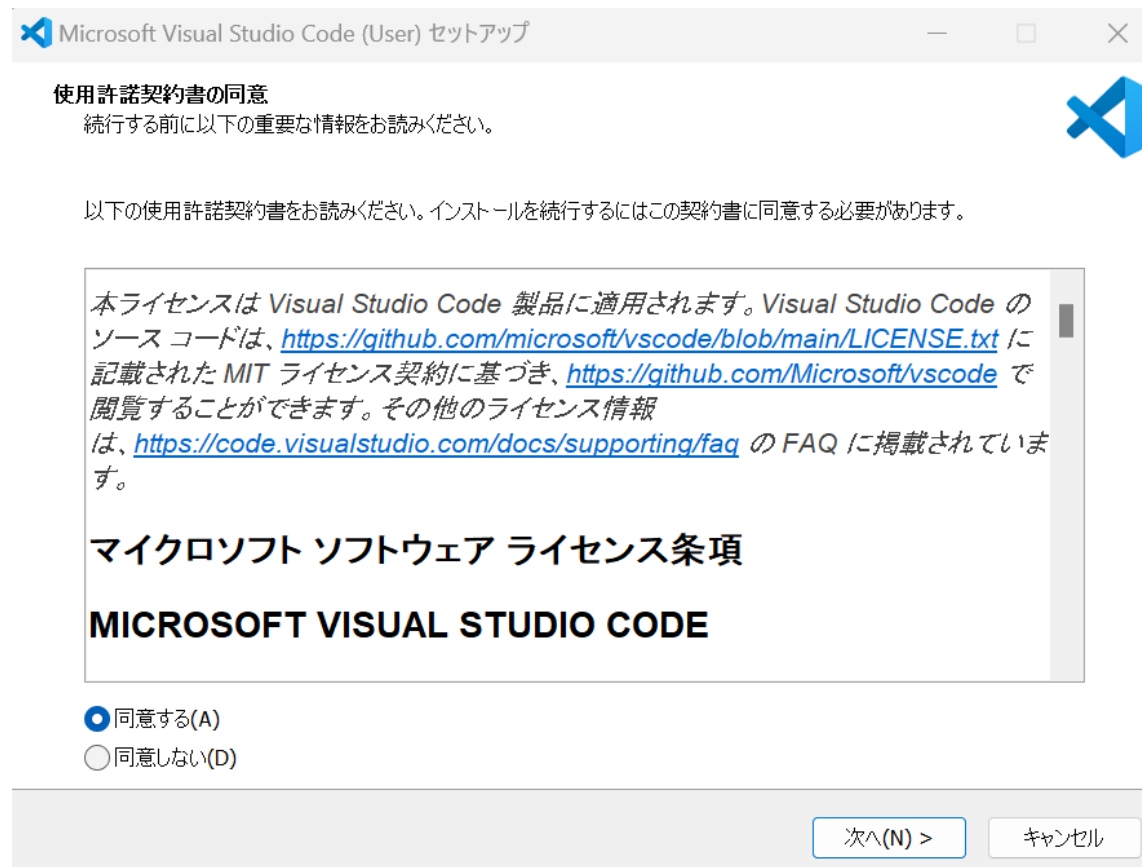 Microsoft Visual Studio Code (User) セットアップ
使用許諾契約書の同意
続行する前に以下の重要な情報をお読みください。
以下の使用許諾契約書をお読みください。インストールを続行するにはこの契約書に同意する必要があります。
本ライセンスは Visual Studio Code 製品に適用されます。Visual Studio Code の
ソース コードは、https://github.com/microsoft/vscode/blob/main/LICENSE.txt に
記載された MIT ライセンス契約に基づき、https://github.com/Microsoft/vscode で
閲覧することができます。その他のライセンス情報
は、https://code.visualstudio.com/docs/supporting/faq の FAQ に掲載されていま
す。
マイクロソフト ソフトウェア ライセンス条項
MICROSOFT VISUAL STUDIO CODE
同意する(A)
同意しない(D)
次へ(N) >
キャンセル